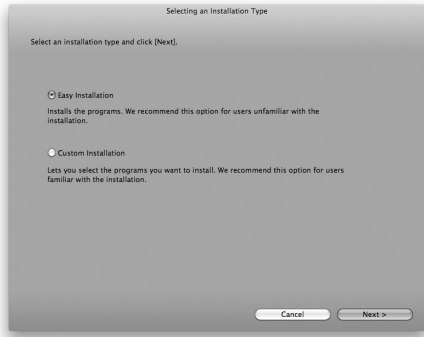 Selecting an Installation Type
Select an installation type and click [Next].
Easy Installation
Installs the programs. We recommend this option for users unfamiliar with the
installation.
Custom Installation
Lets you select the programs you want to install. We recommend this option for users
familiar with the installation.
Cancel
Next >